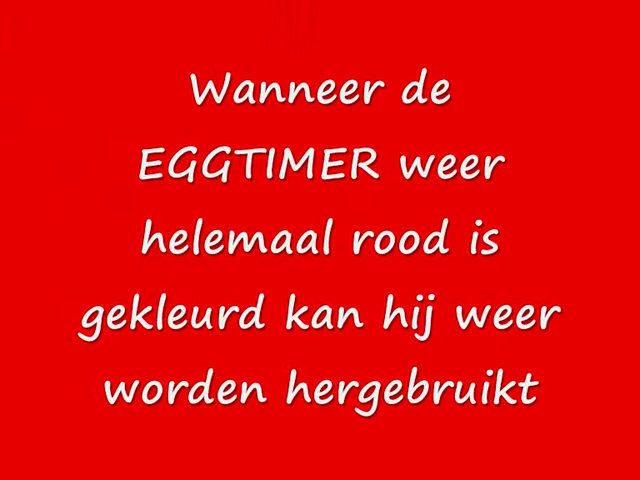 Wanneer de
EGGTIMER weer
helemaal rood is
gekleurd kan hij weer
worden hergebruikt